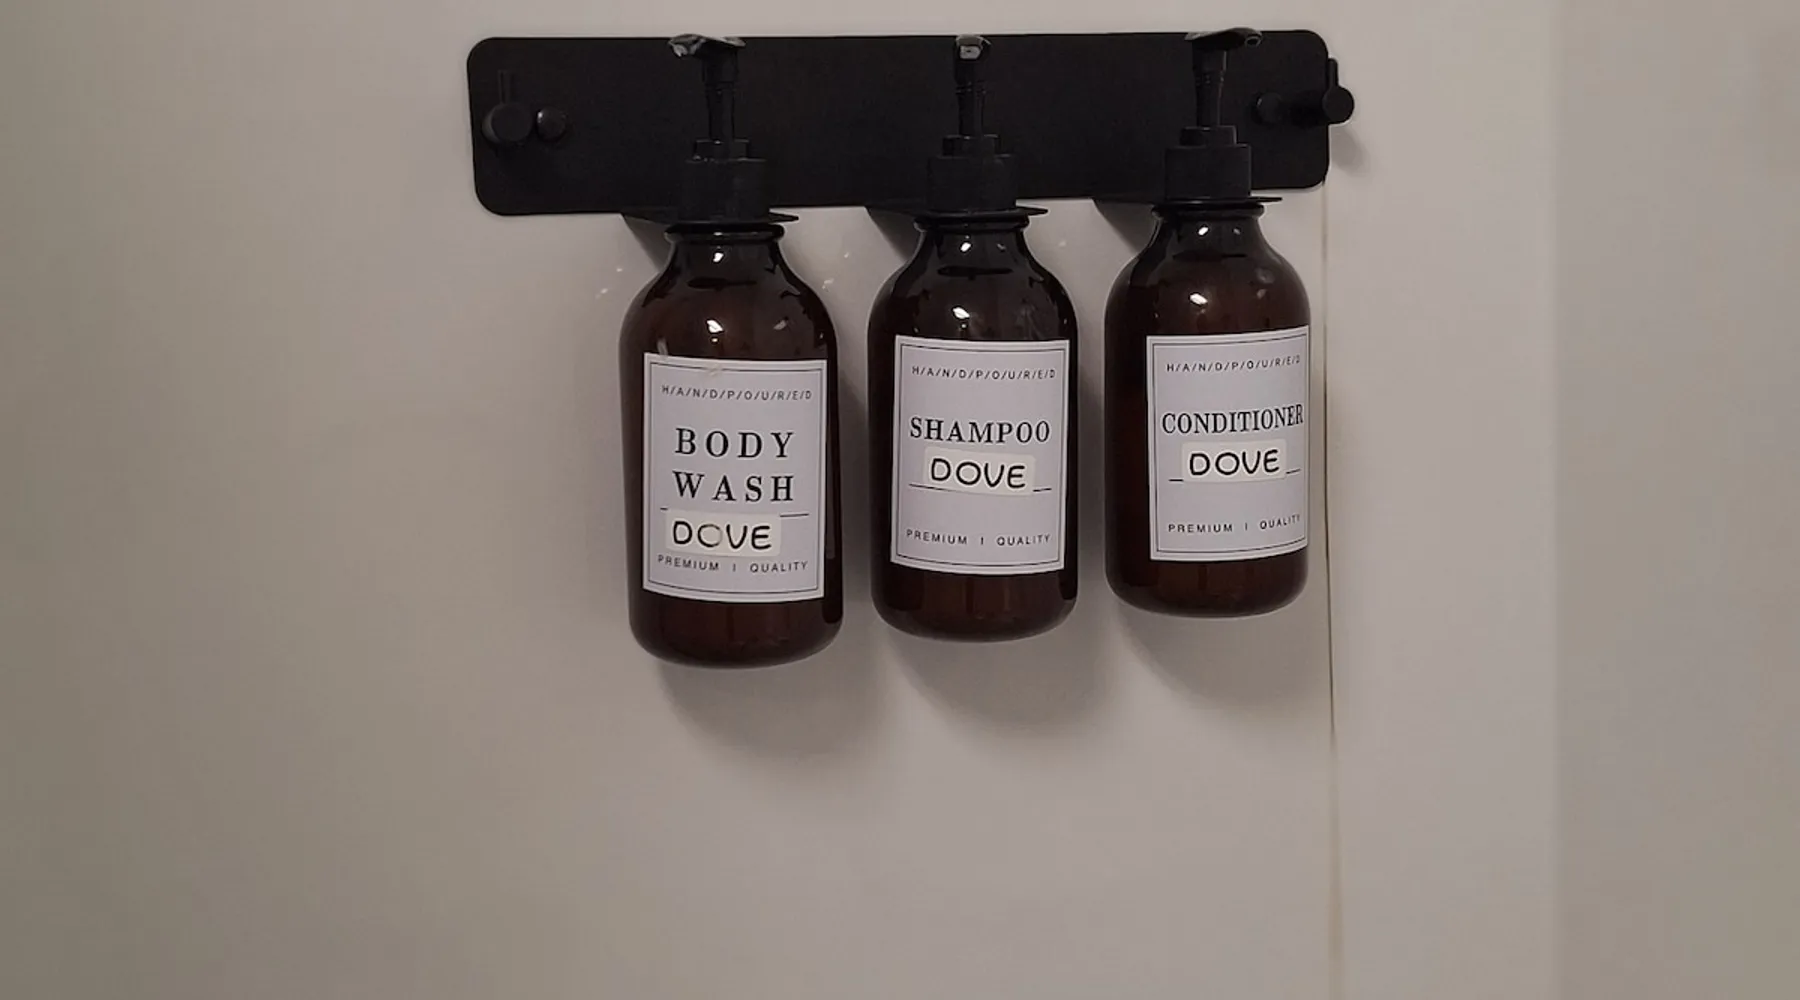 H/A/N/D/P/O/U/R/E/D
BODY
WASH
DOVE
PREMIUM | QUALITY
H/A/N/D/P/O/U/R/E/D
SHAMPOO
DOVE
PREMIUM | QUALITY
H/A/N/D/P/O/U/R/E/D
CONDITIONER
DOVE
PREMIUM | QUALITY